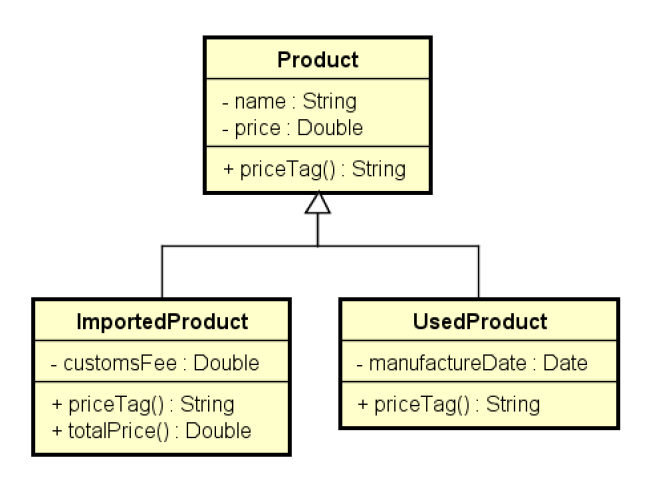 Product
- name : String
- price : Double
+ priceTag() : String
ImportedProduct
- customsFee : Double
+ priceTag() : String
+ totalPrice() : Double
UsedProduct
- manufactureDate : Date
+ priceTag() : String